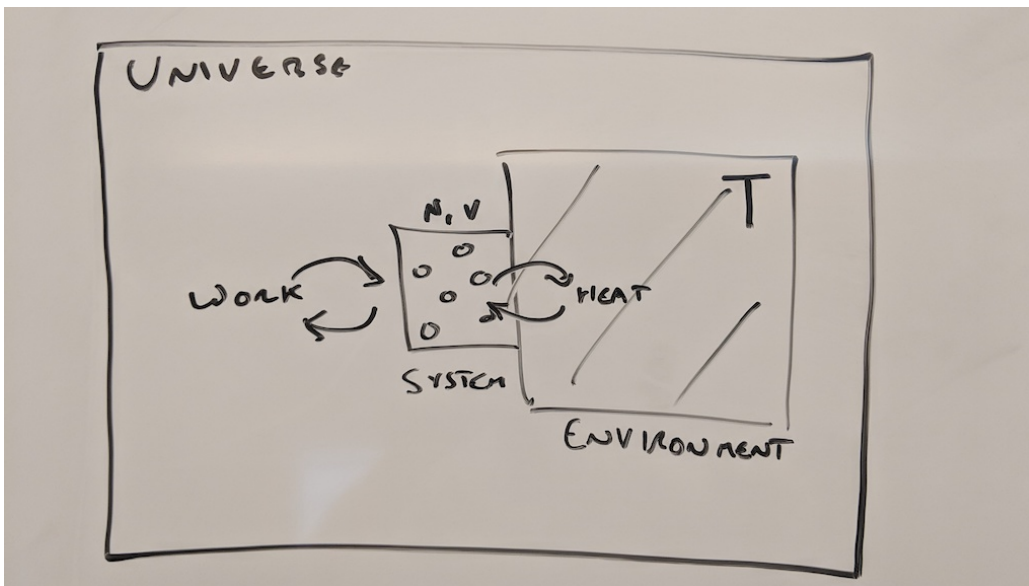 UNIVERSE
T
N, V
WORK
HEAT
SYSTEM
ENVIRONMENT